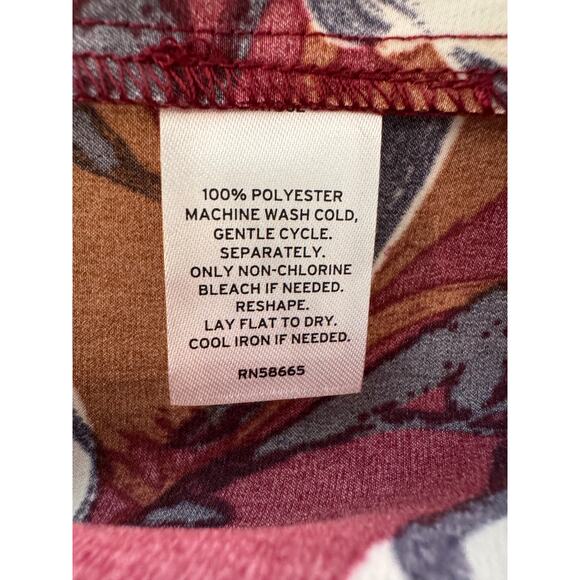 100% POLYESTER
MACHINE WASH COLD,
GENTLE CYCLE.
SEPARATELY.
ONLY NON-CHLORINE
BLEACH IF NEEDED.
RESHAPE.
LAY FLAT TO DRY.
COOL IRON IF NEEDED.
RN58665